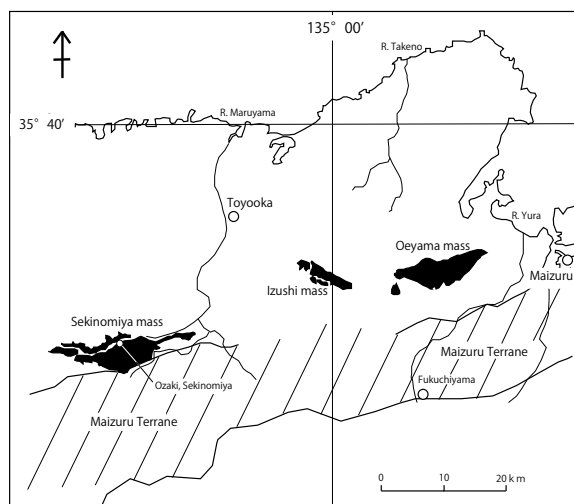 135° 00′
R. Takeno
R. Maruyama
35° 40′
Toyooka
R. Yura
Oeyama mass
Maizuru
Izushi mass
Sekinomiya mass
Maizuru Terrane
Ozaki, Sekinomiya
Fukuchiyama
Maizuru Terrane
0 10 20 km